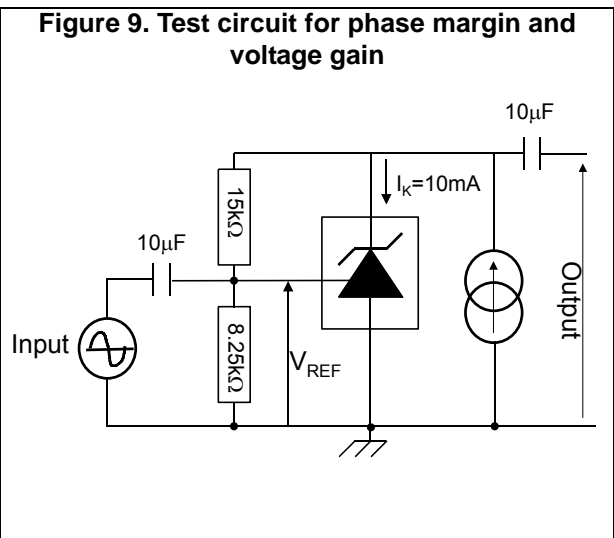 Figure 9. Test circuit for phase margin and
voltage gain
10μF
I_K=10mA
15kΩ
10μF
Output
Input
8.25kΩ
V_REF